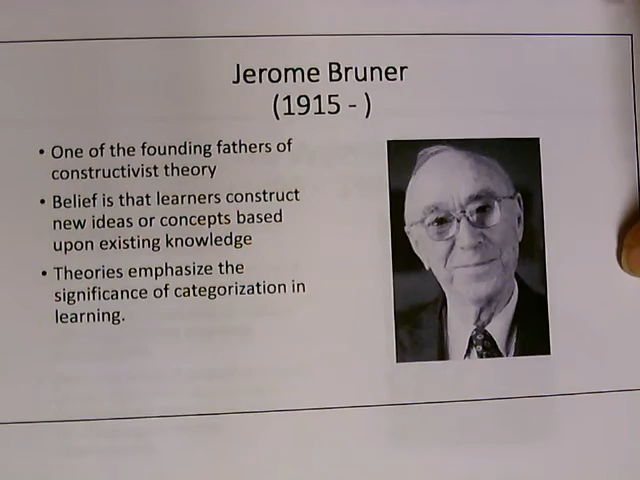 Jerome Bruner
(1915 - )
• One of the founding fathers of
constructivist theory
• Belief is that learners construct
new ideas or concepts based
upon existing knowledge
• Theories emphasize the
significance of categorization in
learning.